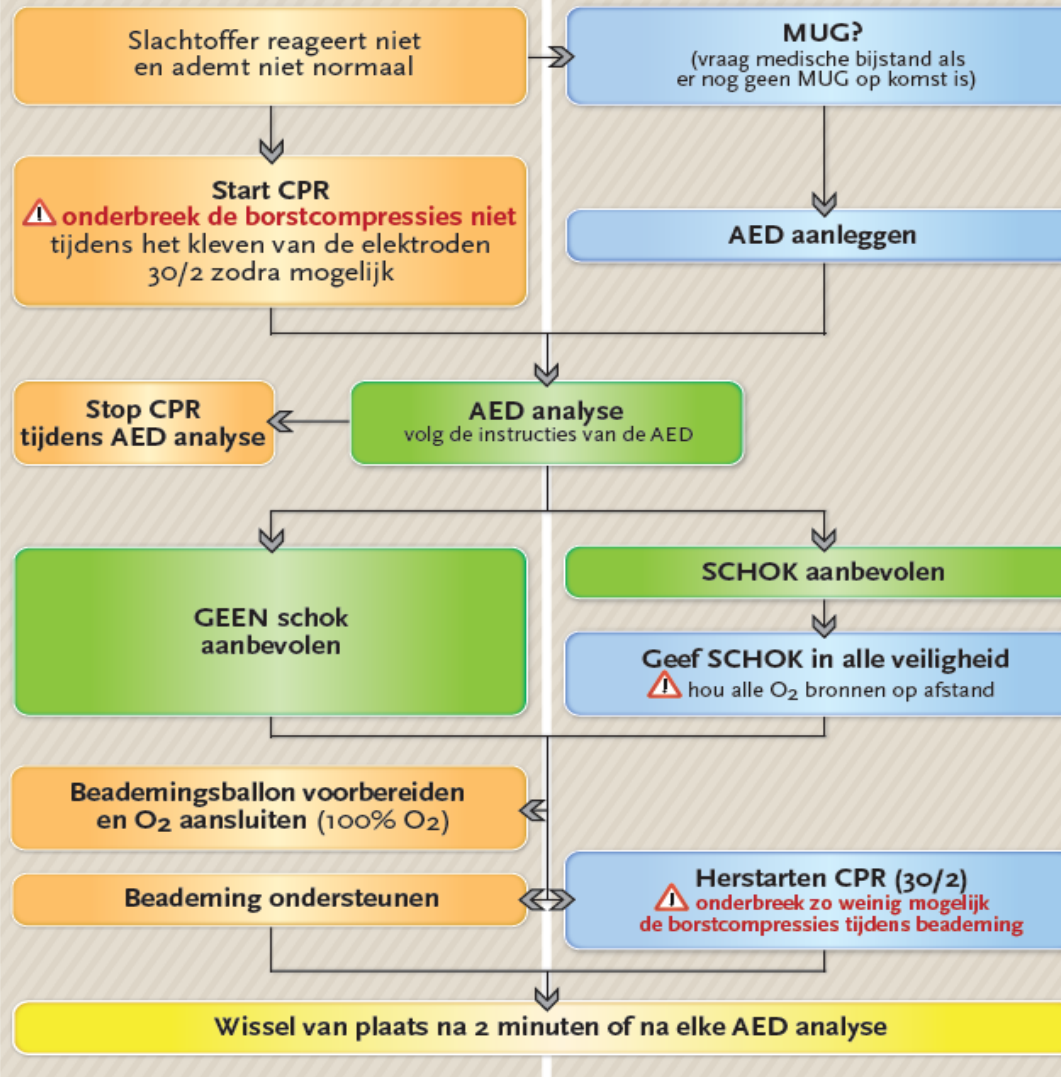 Slachtoffer reageert niet
en ademt niet normaal
MUG?
(vraag medische bijstand als
er nog geen MUG op komst is)
Start CPR
onderbreek de borstcompressies niet
tijdens het kleven van de elektroden
30/2 zodra mogelijk
AED aanleggen
Stop CPR
tijdens AED analyse
AED analyse
volg de instructies van de AED
GEEN schok
aanbevolen
SCHOK aanbevolen
Geef SCHOK in alle veiligheid
hou alle O₂ bronnen op afstand
Beademingsballon voorbereiden
en O₂ aansluiten (100% O₂)
Beademing ondersteunen
Herstarten CPR (30/2)
onderbreek zo weinig mogelijk
de borstcompressies tijdens beademing
Wissel van plaats na 2 minuten of na elke AED analyse